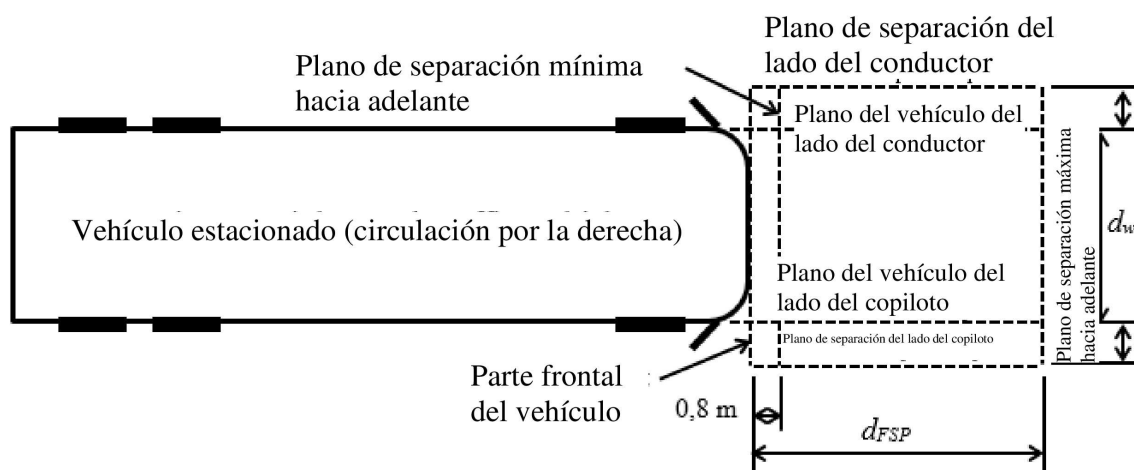 Plano de separación del
lado del conductor
Plano de separación mínima
hacia adelante
Plano del vehículo del
lado del conductor
Plano de separación máxima
hacia adelante
Vehículo estacionado (circulación por la derecha)
d_w
Plano del vehículo del
lado del copiloto
Plano de separación del lado del copiloto
Parte frontal
del vehículo
0,8 m
d_FSP